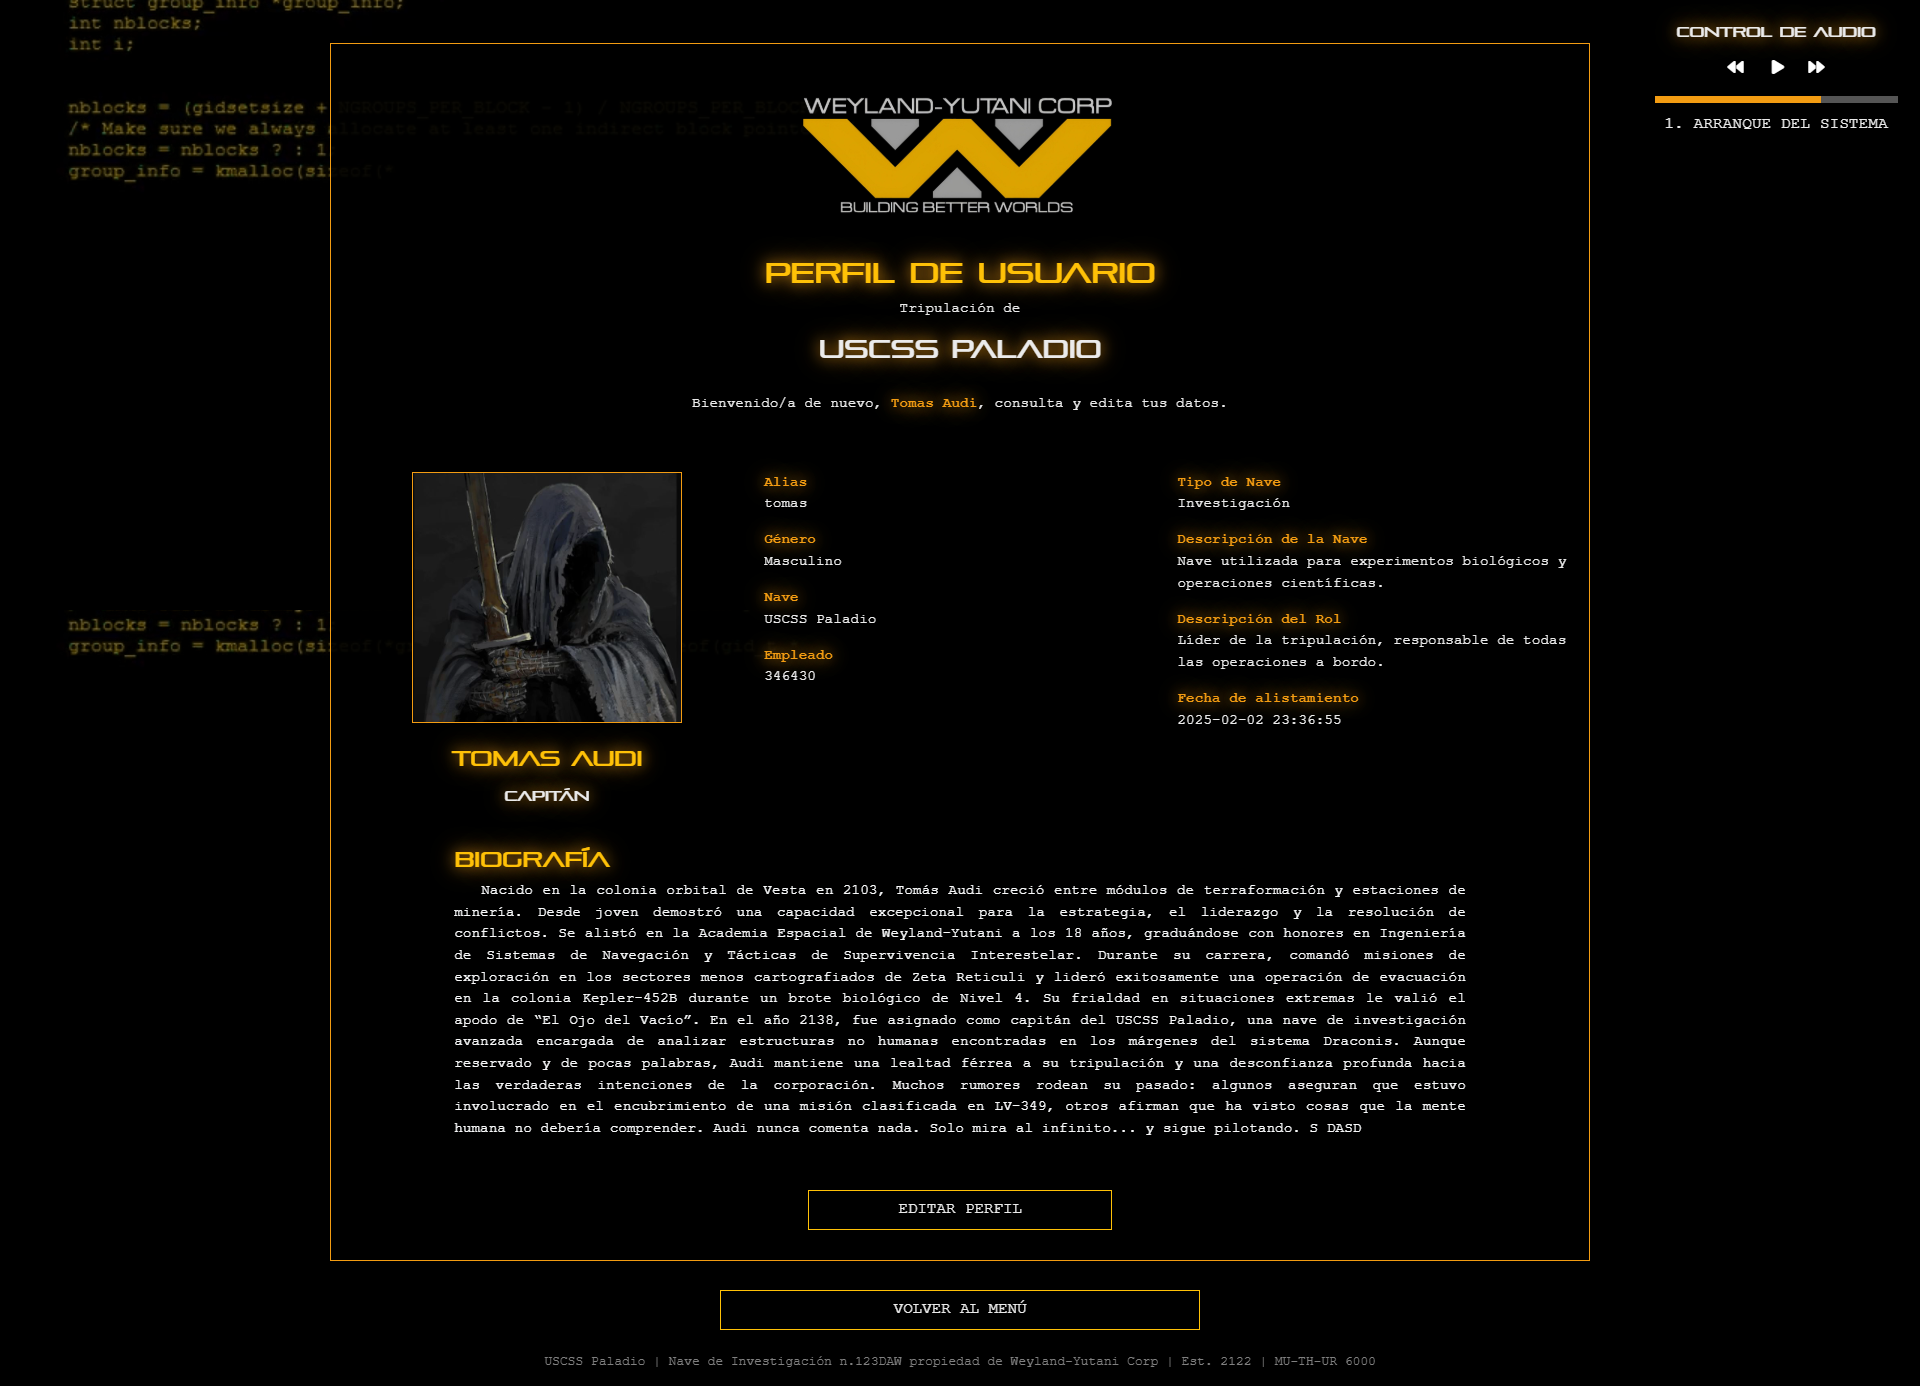 struct group_info *group_info;
int nblocks;
int i;
nblocks = (gidsetsize + NGROUPS_PER_BLOCK - 1) / NGROUPS_PER_BLOC
/* Make sure we always allocate at least one indirect block point
nblocks = nblocks ? : 1
group_info = kmalloc(sizeof(*
CONTROL DE AUDIO
1. ARRANQUE DEL SISTEMA
WEYLAND-YUTANI CORP
BUILDING BETTER WORLDS
PERFIL DE USUARIO
Tripulación de
USCSS PALADIO
Bienvenido/a de nuevo, Tomas Audi, consulta y edita tus datos.
nblocks = nblocks ? : 1
group_info = kmalloc(sizeof(*g
TOMAS AUDI
CAPITÁN
Alias
tomas
Género
Masculino
Nave
USCSS Paladio
Empleado
346430
Tipo de Nave
Investigación
Descripción de la Nave
Nave utilizada para experimentos biológicos y
operaciones científicas.
Descripción del Rol
Líder de la tripulación, responsable de todas
las operaciones a bordo.
Fecha de alistamiento
2025-02-02 23:36:55
BIOGRAFÍA
Nacido en la colonia orbital de Vesta en 2103, Tomás Audi creció entre módulos de terraformación y estaciones de
minería. Desde joven demostró una capacidad excepcional para la estrategia, el liderazgo y la resolución de
conflictos. Se alistó en la Academia Espacial de Weyland-Yutani a los 18 años, graduándose con honores en Ingeniería
de Sistemas de Navegación y Tácticas de Supervivencia Interestelar. Durante su carrera, comandó misiones de
exploración en los sectores menos cartografiados de Zeta Reticuli y lideró exitosamente una operación de evacuación
en la colonia Kepler-452B durante un brote biológico de Nivel 4. Su frialdad en situaciones extremas le valió el
apodo de “El Ojo del Vacío”. En el año 2138, fue asignado como capitán del USCSS Paladio, una nave de investigación
avanzada encargada de analizar estructuras no humanas encontradas en los márgenes del sistema Draconis. Aunque
reservado y de pocas palabras, Audi mantiene una lealtad férrea a su tripulación y una desconfianza profunda hacia
las verdaderas intenciones de la corporación. Muchos rumores rodean su pasado: algunos aseguran que estuvo
involucrado en el encubrimiento de una misión clasificada en LV-349, otros afirman que ha visto cosas que la mente
humana no debería comprender. Audi nunca comenta nada. Solo mira al infinito... y sigue pilotando. S DASD
EDITAR PERFIL
VOLVER AL MENÚ
USCSS Paladio | Nave de Investigación n.123DAW propiedad de Weyland-Yutani Corp | Est. 2122 | MU-TH-UR 6000